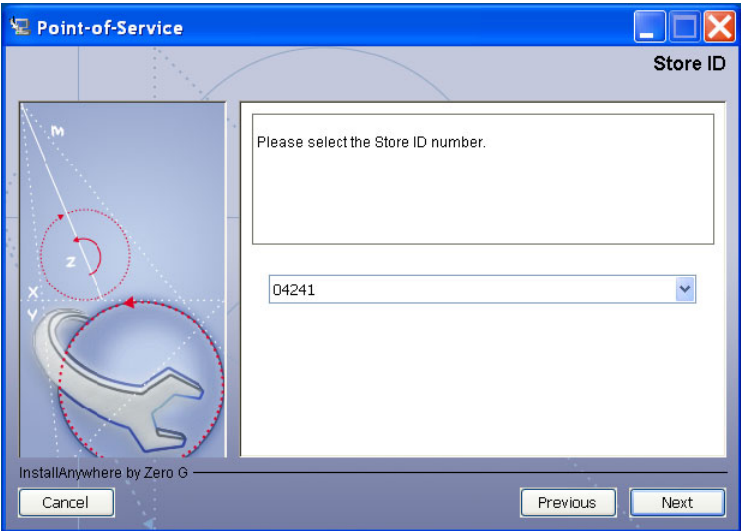 Point-of-Service
Store ID
M
Please select the Store ID number.
Z
X
04241
Y
InstallAnywhere by Zero G
Cancel
Previous
Next